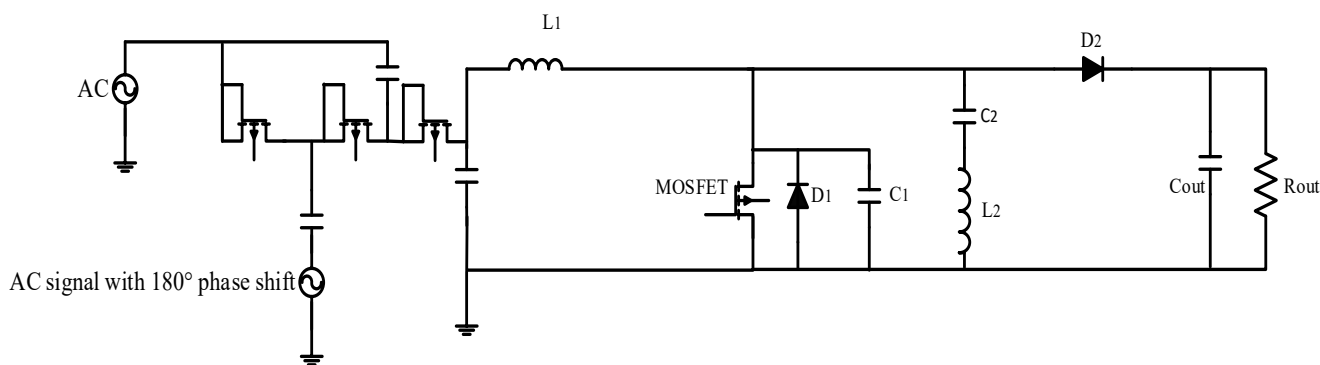 L1
D2
AC
C2
MOSFET
D1
C1
L2
Cout
Rout
AC signal with 180° phase shift